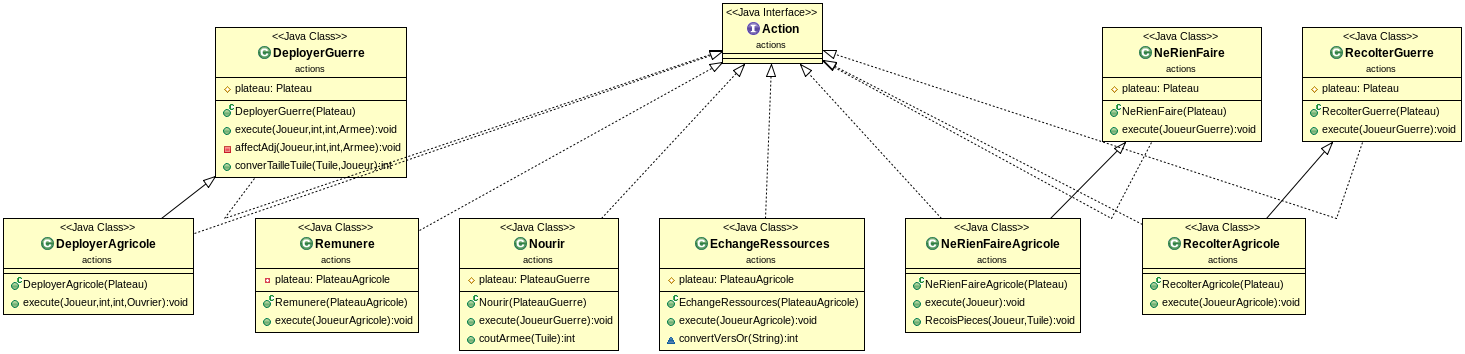 <<Java Interface>>
Action
actions
<<Java Class>>
DeployerGuerre
actions
plateau: Plateau
DeployerGuerre(Plateau)
execute(Joueur,int,int,Armee):void
affectAdj(Joueur,int,int,Armee):void
converTailleTuile(Tuile,Joueur):int
<<Java Class>>
NeRienFaire
actions
plateau: Plateau
NeRienFaire(Plateau)
execute(JoueurGuerre):void
<<Java Class>>
RecolterGuerre
actions
plateau: Plateau
RecolterGuerre(Plateau)
execute(JoueurGuerre):void
<<Java Class>>
DeployerAgricole
actions
DeployerAgricole(Plateau)
execute(Joueur,int,int,Ouvrier):void
<<Java Class>>
Remunere
actions
plateau: PlateauAgricole
Remunere(PlateauAgricole)
execute(JoueurAgricole):void
<<Java Class>>
Nourir
actions
plateau: PlateauGuerre
Nourir(PlateauGuerre)
execute(JoueurGuerre):void
coutArmee(Tuile):int
<<Java Class>>
EchangeRessources
actions
plateau: PlateauAgricole
EchangeRessources(PlateauAgricole)
execute(JoueurAgricole):void
convertVersOr(String):int
<<Java Class>>
NeRienFaireAgricole
actions
NeRienFaireAgricole(Plateau)
execute(Joueur):void
RecoisPieces(Joueur,Tuile):void
<<Java Class>>
RecolterAgricole
actions
RecolterAgricole(Plateau)
execute(JoueurAgricole):void